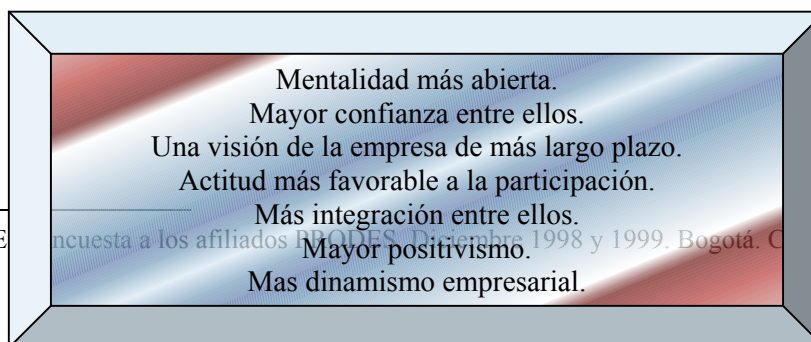 Mentalidad más abierta.
Mayor confianza entre ellos.
Una visión de la empresa de más largo plazo.
Actitud más favorable a la participación.
Más integración entre ellos.
ncuesta a los afiliados PRODES. Diciembre 1998 y 1999. Bogotá. C
Mayor positivismo.
Mas dinamismo empresarial.